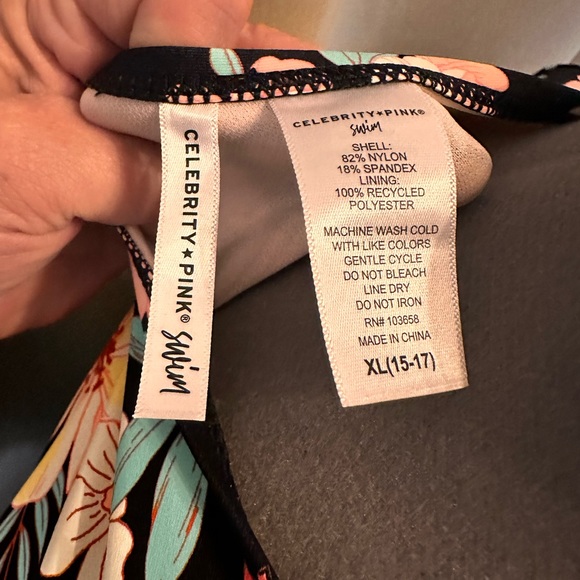 CELEBRITY★PINK® swim
CELEBRITY★PINK®
swim
SHELL:
82% NYLON
18% SPANDEX
LINING:
100% RECYCLED
POLYESTER
MACHINE WASH COLD
WITH LIKE COLORS
GENTLE CYCLE
DO NOT BLEACH
LINE DRY
DO NOT IRON
RN# 103658
MADE IN CHINA
XL(15-17)